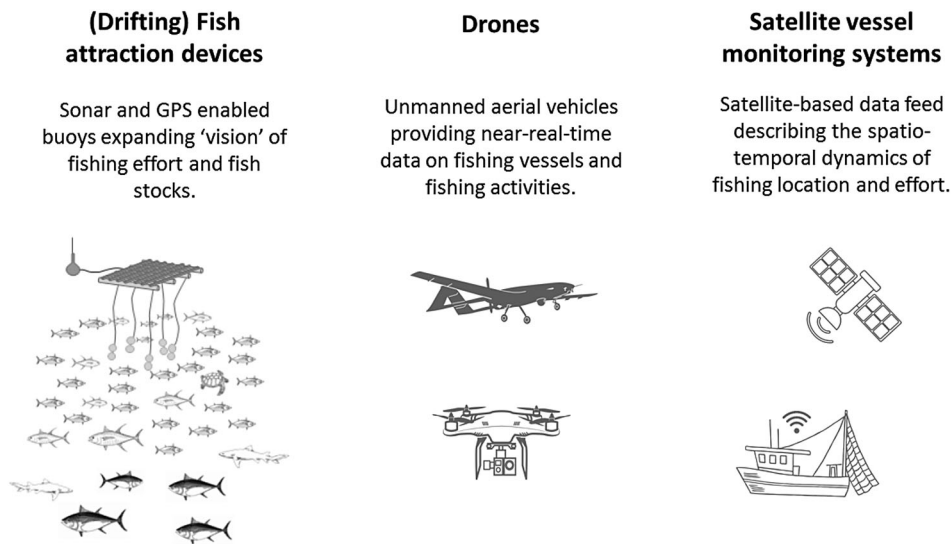 (Drifting) Fish
attraction devices
Sonar and GPS enabled
buoys expanding ‘vision’ of
fishing effort and fish
stocks.
Drones
Unmanned aerial vehicles
providing near-real-time
data on fishing vessels and
fishing activities.
Satellite vessel
monitoring systems
Satellite-based data feed
describing the spatio-
temporal dynamics of
fishing location and effort.